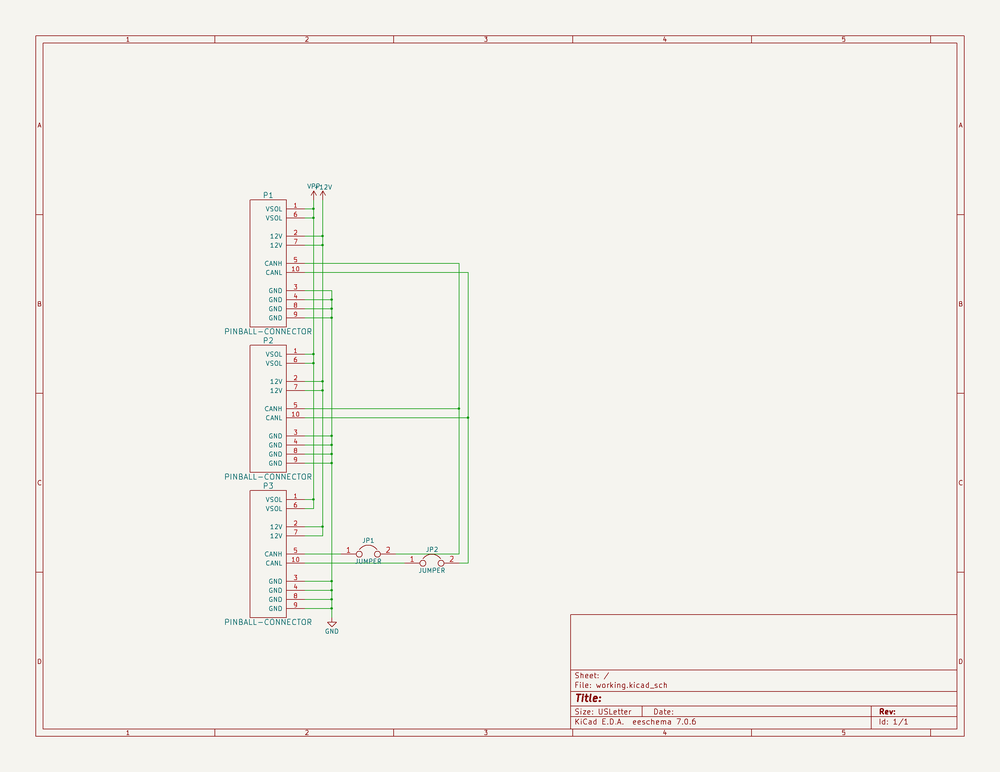 1 2 3 4 5
A A
B B
C C
D D
VPP +12V
P1
VSOL 1
VSOL 6
12V 2
12V 7
CANH 5
CANL 10
GND 3
GND 4
GND 8
GND 9
PINBALL-CONNECTOR
P2
VSOL 1
VSOL 6
12V 2
12V 7
CANH 5
CANL 10
GND 3
GND 4
GND 8
GND 9
PINBALL-CONNECTOR
P3
VSOL 1
VSOL 6
12V 2
12V 7
CANH 5
CANL 10
GND 3
GND 4
GND 8
GND 9
PINBALL-CONNECTOR
JP1
1 2
JUMPER
JP2
1 2
JUMPER
GND
Sheet: /
File: working.kicad_sch
Title:
Size: USLetter Date: Rev:
KiCad E.D.A. eeschema 7.0.6 Id: 1/1
1 2 3 4 5